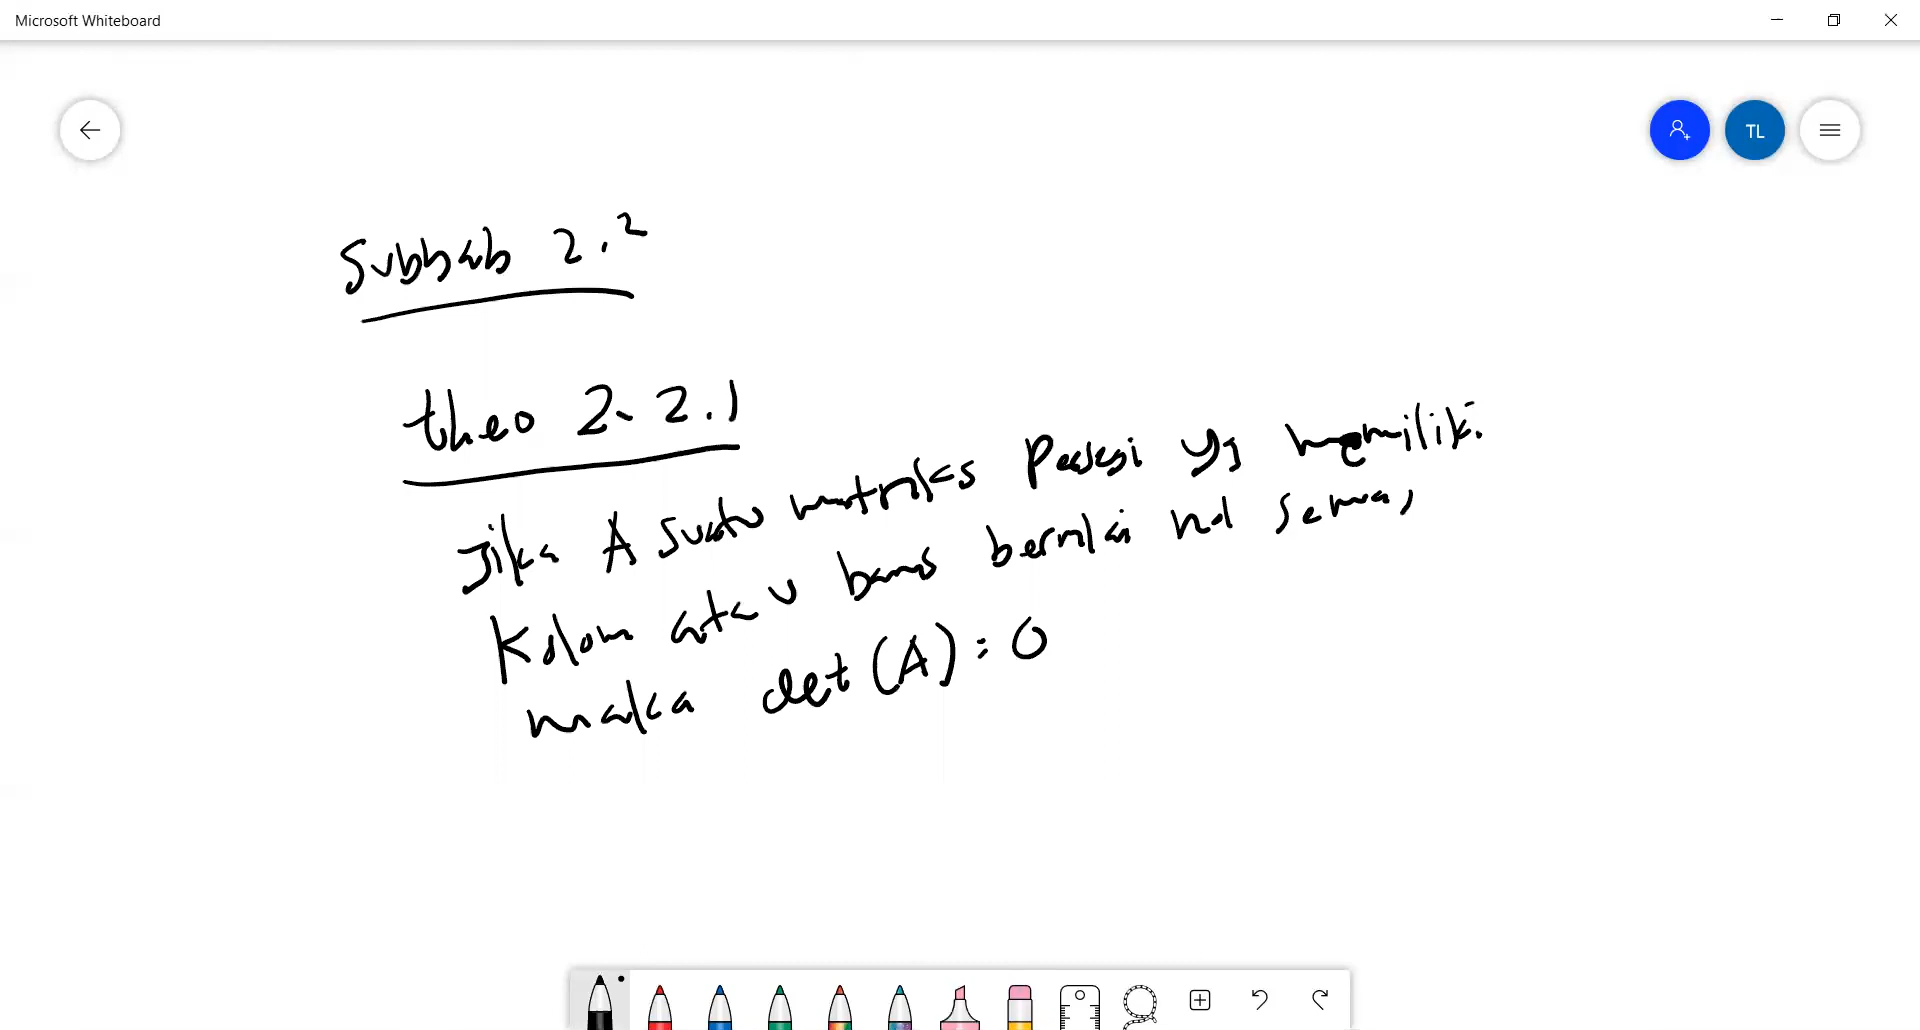 Microsoft Whiteboard
TL
Subbab 2.2
theo 2.2.1
Jika A suatu matriks persegi yg memiliki
Kolom atau baris bernilai nol semua,
maka det(A) = 0